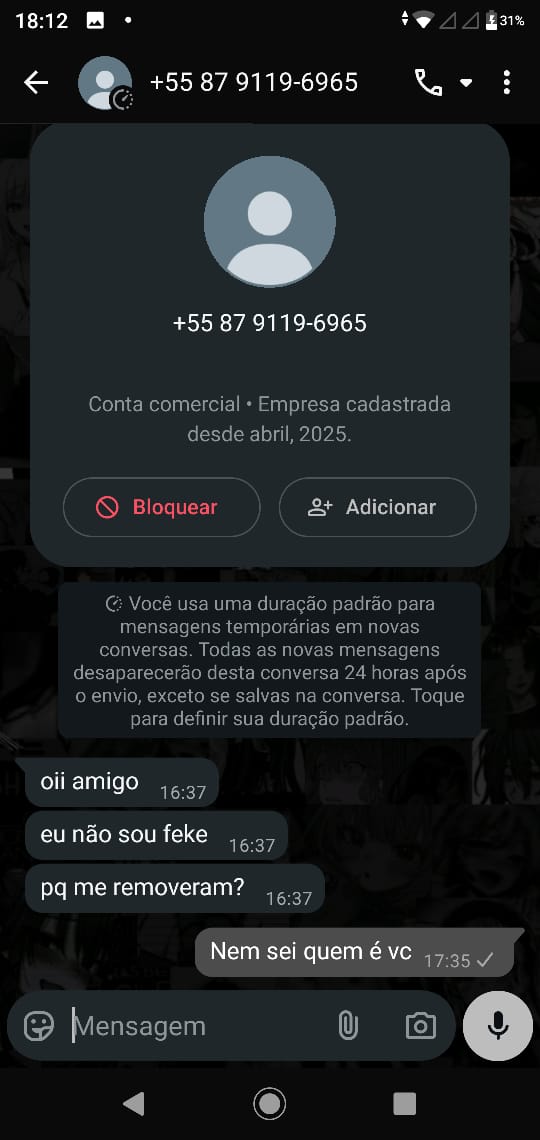 18:12
31%
+55 87 9119-6965
+55 87 9119-6965
Conta comercial • Empresa cadastrada
desde abril, 2025.
Bloquear
Adicionar
Você usa uma duração padrão para
mensagens temporárias em novas
conversas. Todas as novas mensagens
desaparecerão desta conversa 24 horas após
o envio, exceto se salvas na conversa. Toque
para definir sua duração padrão.
oii amigo 16:37
eu não sou feke 16:37
pq me removeram? 16:37
Nem sei quem é vc 17:35
Mensagem